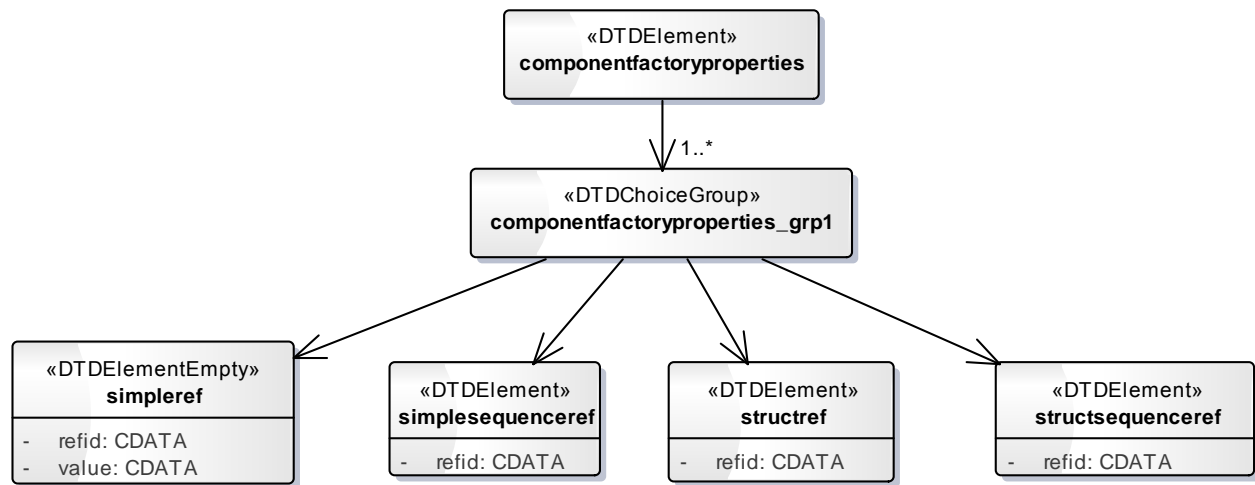 «DTDElement»
componentfactoryproperties
1..*
«DTDChoiceGroup»
componentfactoryproperties_grp1
«DTDElementEmpty»
simpleref
- refid: CDATA
- value: CDATA
«DTDElement»
simplesequenceref
- refid: CDATA
«DTDElement»
structref
- refid: CDATA
«DTDElement»
structsequenceref
- refid: CDATA